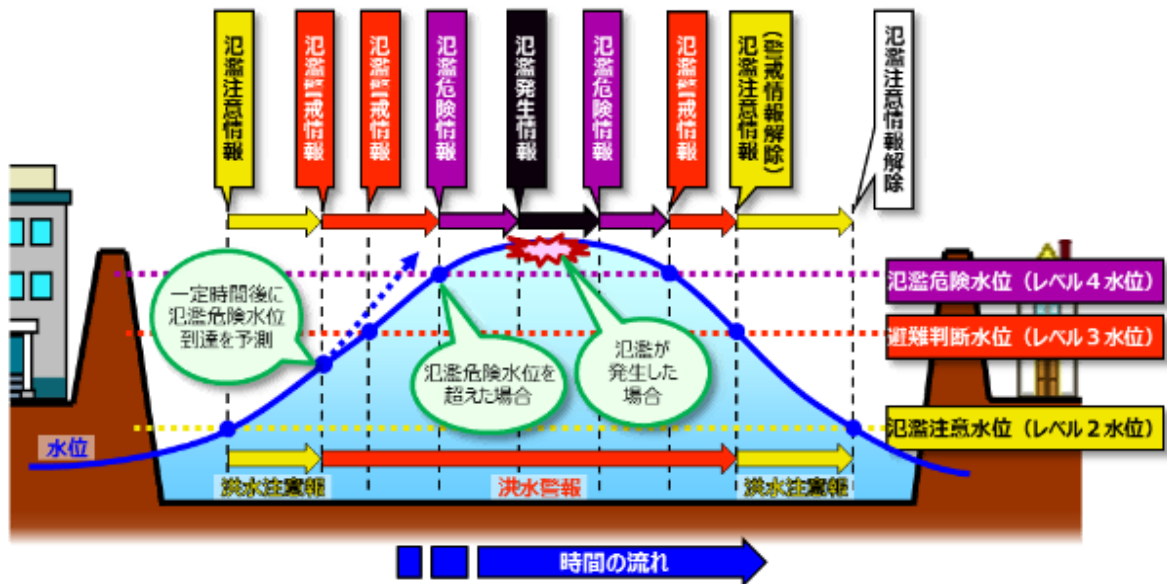 氾濫注意情報
氾濫警戒情報
氾濫警戒情報
氾濫危険情報
氾濫発生情報
氾濫危険情報
氾濫警戒情報
氾濫注意情報
(警戒情報解除)
氾濫注意情報解除
一定時間後に
氾濫危険水位
到達を予測
氾濫危険水位を
超えた場合
氾濫が
発生した
場合
氾濫危険水位(レベル4水位)
避難判断水位(レベル3水位)
氾濫注意水位(レベル2水位)
水位
洪水注意報
洪水警報
洪水注意報
時間の流れ